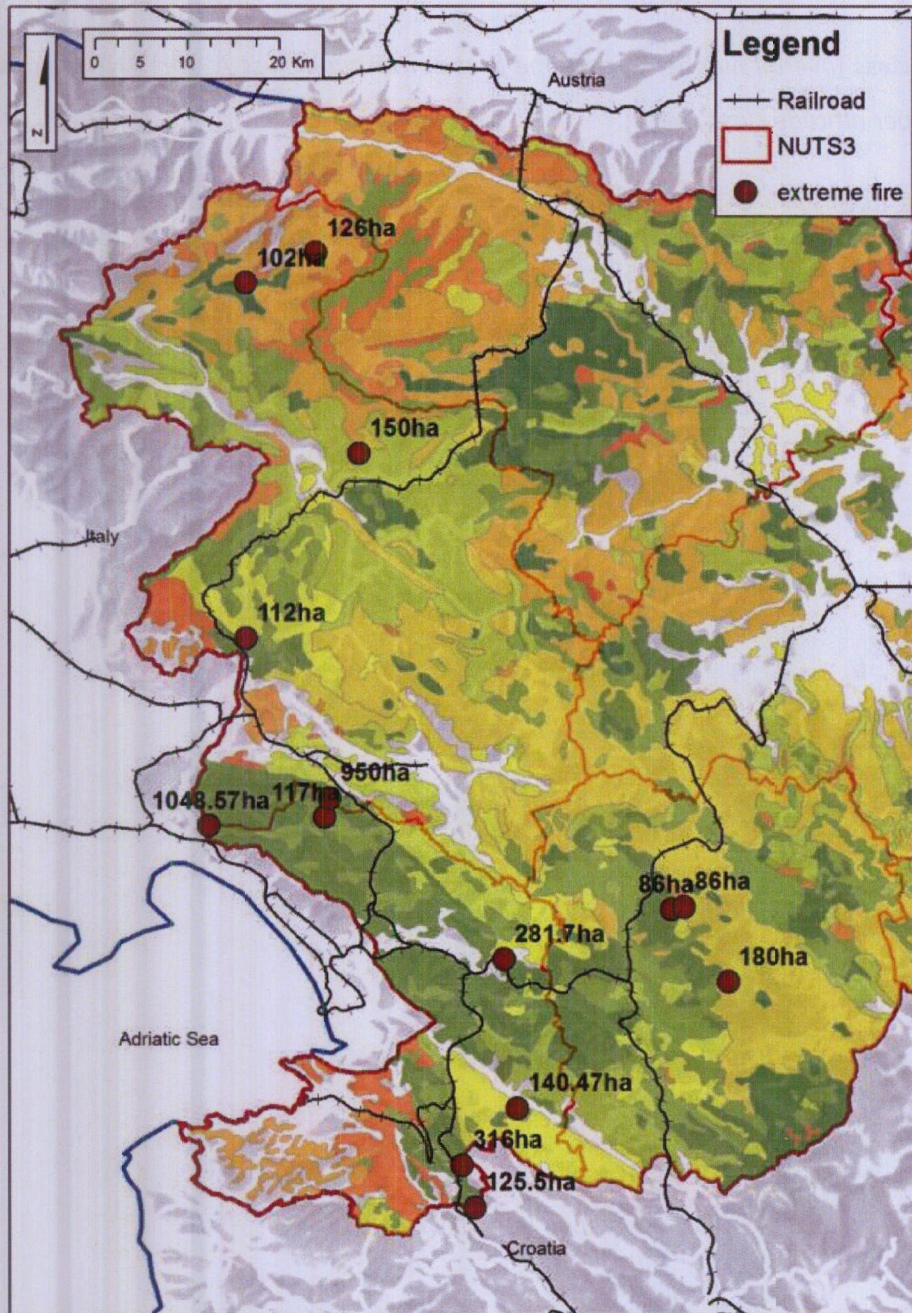 0 5 10 20 Km
N
Legend
Railroad
NUTS3
extreme fire
Austria
126ha
102ha
150ha
Italy
112ha
950ha
117ha
1048.57ha
86ha
86ha
281.7ha
180ha
Adriatic Sea
140.47ha
316ha
125.5ha
Croatia